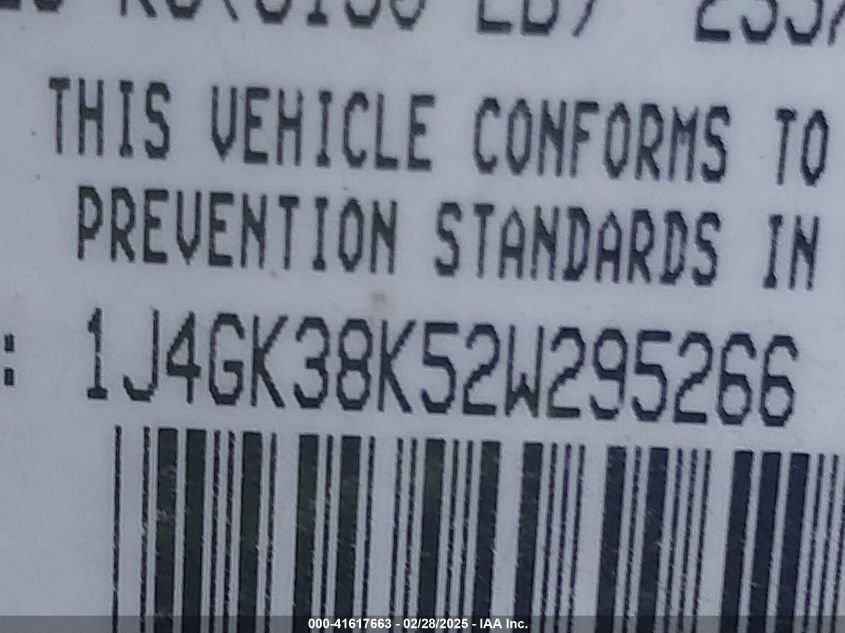 THIS VEHICLE CONFORMS TO
PREVENTION STANDARDS IN
: 1J4GK38K52W295266
000-41617663 - 02/28/2025 - IAA Inc.